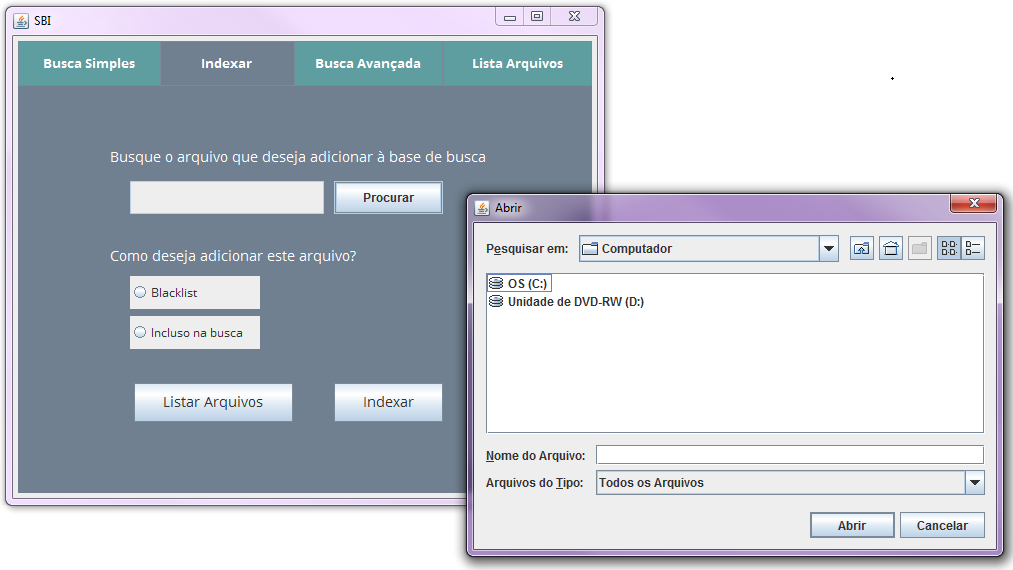 SBI
Busca Simples
Indexar
Busca Avançada
Lista Arquivos
Busque o arquivo que deseja adicionar à base de busca
Procurar
Como deseja adicionar este arquivo?
Blacklist
Incluso na busca
Listar Arquivos
Indexar
Abrir
Pesquisar em:
Computador
OS (C:)
Unidade de DVD-RW (D:)
Nome do Arquivo:
Arquivos do Tipo:
Todos os Arquivos
Abrir
Cancelar